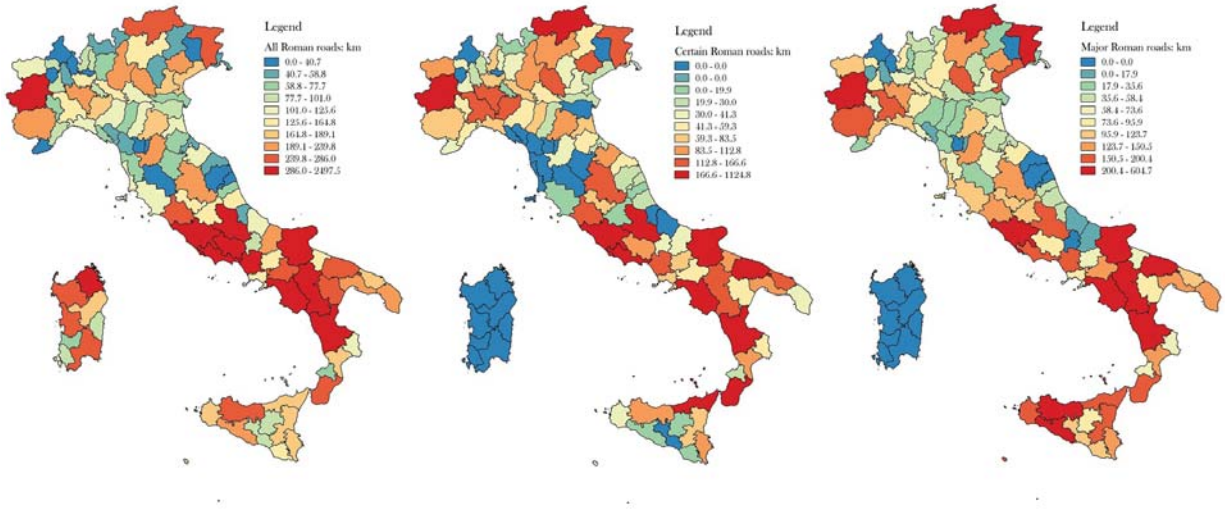 Legend
All Roman roads: km
0.0 - 40.7
40.7 - 58.8
58.8 - 77.7
77.7 - 101.0
101.0 - 125.6
125.6 - 164.8
164.8 - 189.1
189.1 - 239.8
239.8 - 286.0
286.0 - 2497.5
Legend
Certain Roman roads: km
0.0 - 0.0
0.0 - 0.0
0.0 - 19.9
19.9 - 30.0
30.0 - 41.3
41.3 - 59.3
59.3 - 83.5
83.5 - 112.8
112.8 - 166.6
166.6 - 1124.8
Legend
Major Roman roads: km
0.0 - 0.0
0.0 - 17.9
17.9 - 35.6
35.6 - 58.4
58.4 - 73.6
73.6 - 95.9
95.9 - 123.7
123.7 - 150.5
150.5 - 200.4
200.4 - 604.7